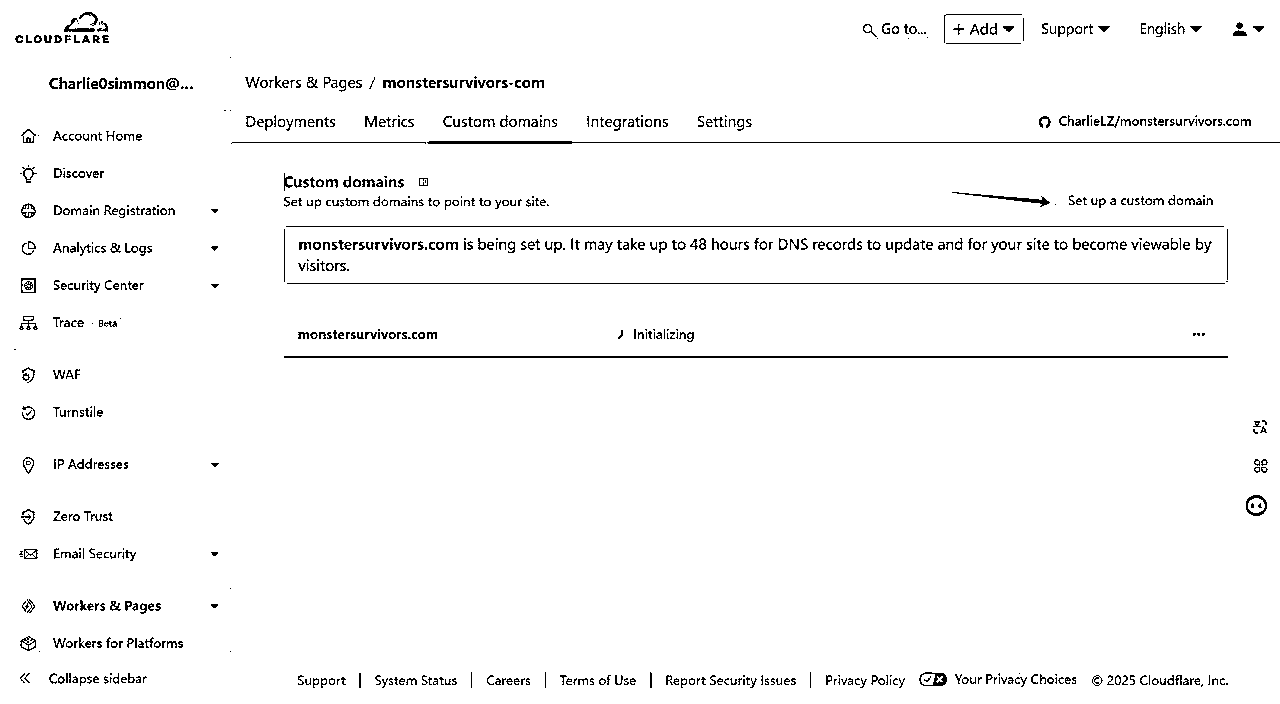 CLOUDFLARE
Go to...
+ Add
Support
English
Charlie0simmon@...
Workers & Pages / monstersurvivors-com
Deployments
Metrics
Custom domains
Integrations
Settings
CharlieLZ/monstersurvivors.com
Account Home
Discover
Domain Registration
Analytics & Logs
Security Center
Trace
Beta
WAF
Turnstile
IP Addresses
Zero Trust
Email Security
Workers & Pages
Workers for Platforms
Collapse sidebar
Custom domains
Set up custom domains to point to your site.
Set up a custom domain
monstersurvivors.com is being set up. It may take up to 48 hours for DNS records to update and for your site to become viewable by
visitors.
monstersurvivors.com
Initializing
Support
System Status
Careers
Terms of Use
Report Security Issues
Privacy Policy
Your Privacy Choices
© 2025 Cloudflare, Inc.